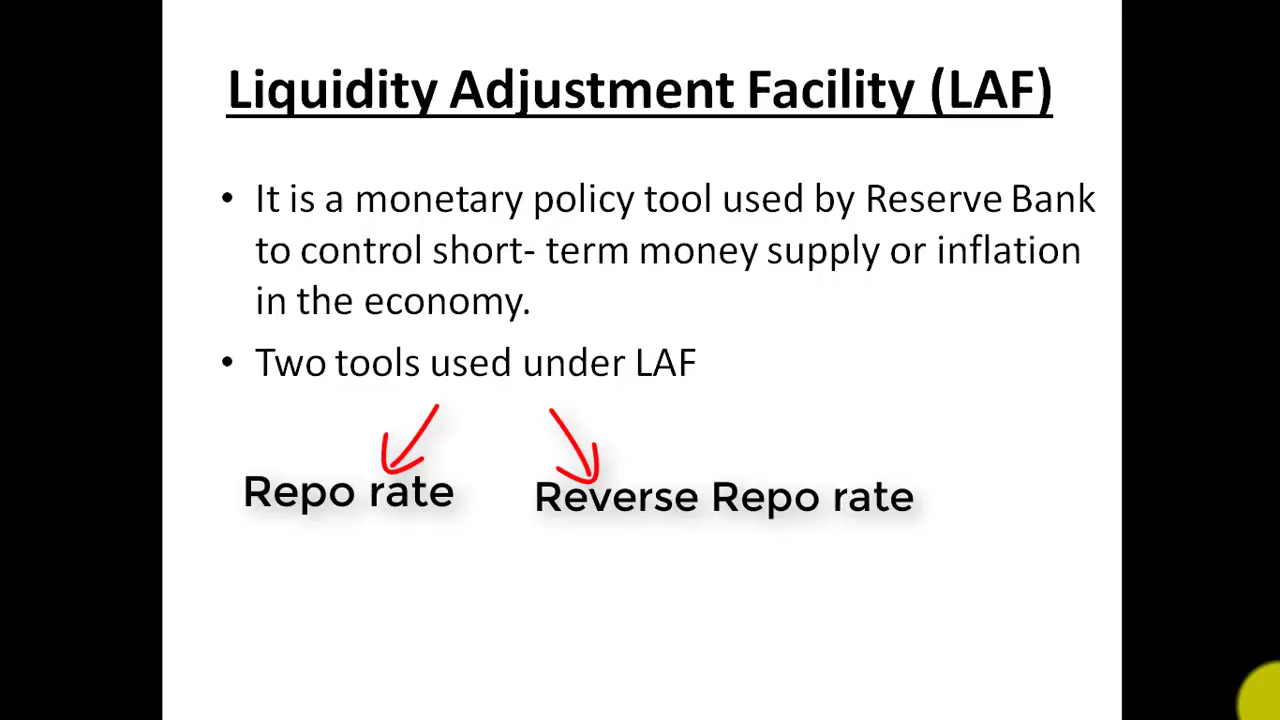 Liquidity Adjustment Facility (LAF)
• It is a monetary policy tool used by Reserve Bank
to control short- term money supply or inflation
in the economy.
• Two tools used under LAF
Repo rate
Reverse Repo rate